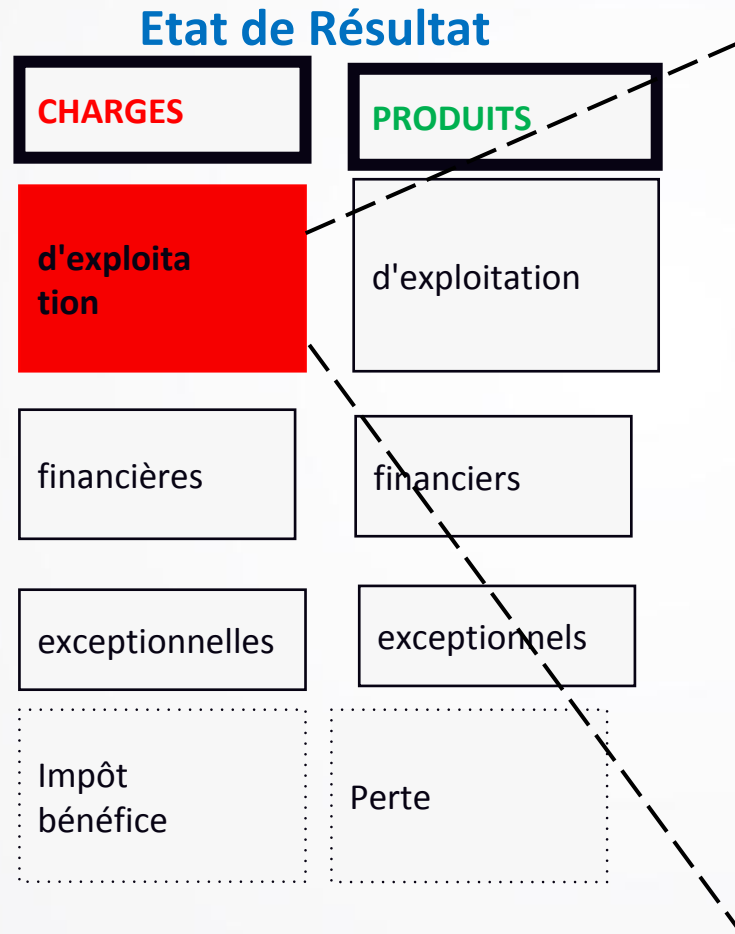 Etat de Résultat
CHARGES
PRODUITS
d'exploita
tion
d'exploitation
financières
financiers
exceptionnelles
exceptionnels
Impôt
bénéfice
Perte